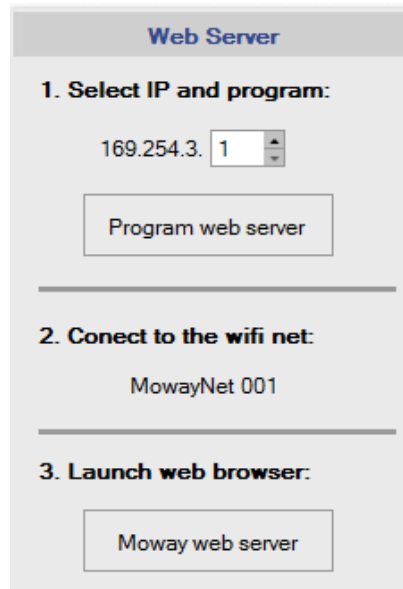 Web Server
1. Select IP and program:
169.254.3. 1
Program web server
2. Conect to the wifi net:
MowayNet 001
3. Launch web browser:
Moway web server